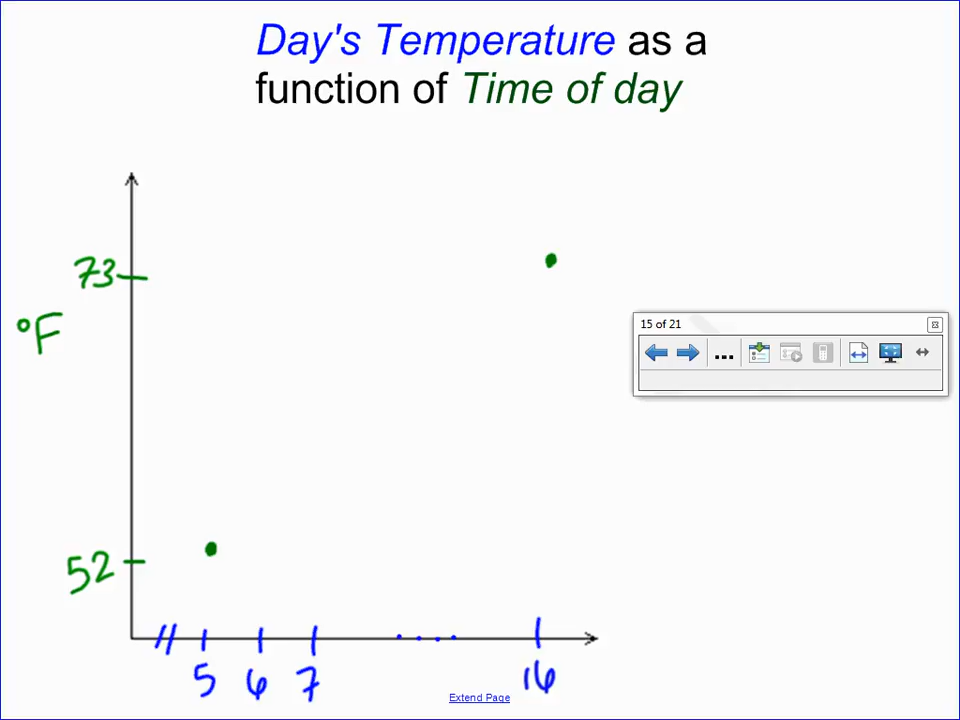 Day's Temperature as a
function of Time of day
73
°F
15 of 21
52
5 6 7 16
Extend Page